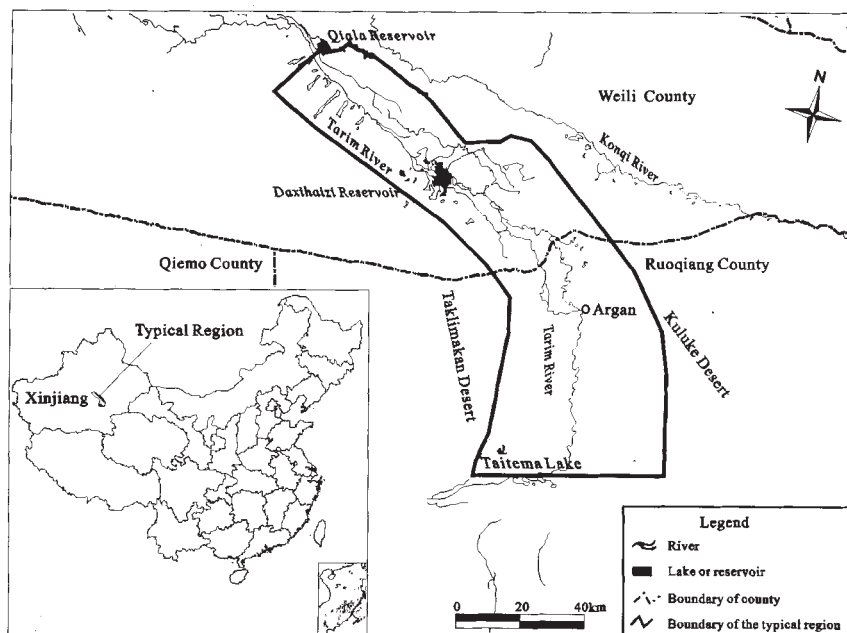 Qiala Reservoir
N
Weili County
Konqi River
Tarim River
Daxihaizi Reservoir
Qiemo County
Ruoqiang County
Argan
Taklimakan Desert
Tarim River
Kuluke Desert
Taitema Lake
Typical Region
Xinjiang
0 20 40km
Legend
River
Lake or reservoir
Boundary of county
Boundary of the typical region